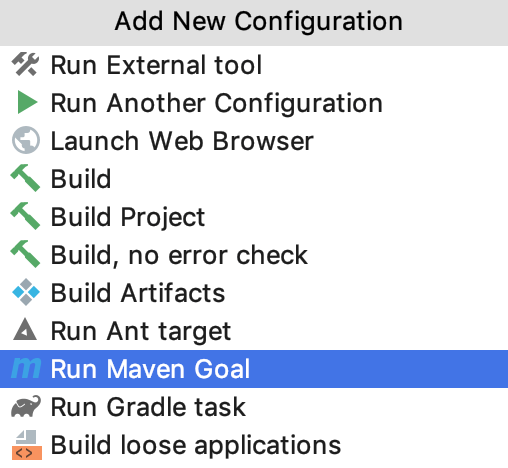 Add New Configuration
Run External tool
Run Another Configuration
Launch Web Browser
Build
Build Project
Build, no error check
Build Artifacts
Run Ant target
m Run Maven Goal
Run Gradle task
<> Build loose applications